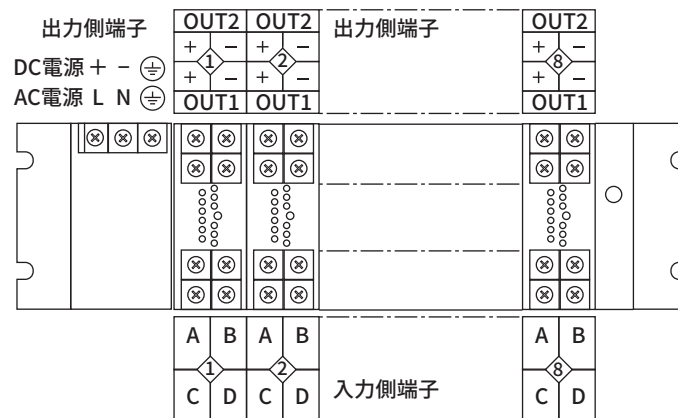 出力側端子 OUT2 OUT2 出力側端子 OUT2
+ − + − + −
1 2 8
DC電源 + − ⏚ + − + − + −
AC電源 L N ⏚ OUT1 OUT1 OUT1
A B A B A B
1 2 8
入力側端子
C D C D C D